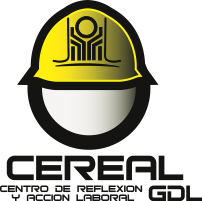 CEREAL
CENTRO DE REFLEXION
Y ACCION LABORAL GDL